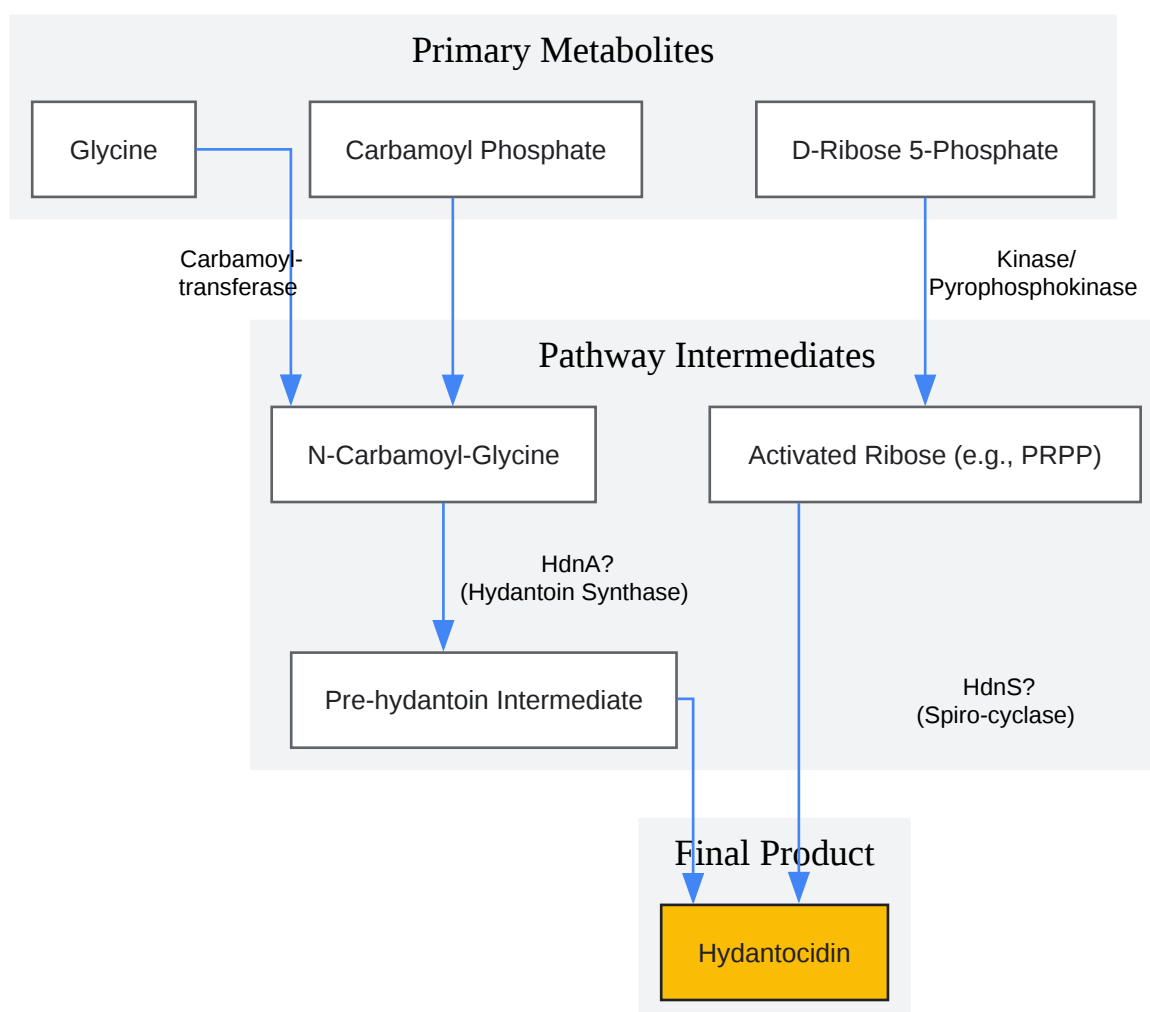 Primary Metabolites
Glycine
Carbamoyl Phosphate
D-Ribose 5-Phosphate
Carbamoyl-
transferase
Kinase/
Pyrophosphokinase
Pathway Intermediates
N-Carbamoyl-Glycine
Activated Ribose (e.g., PRPP)
HdnA?
(Hydantoin Synthase)
Pre-hydantoin Intermediate
HdnS?
(Spiro-cyclase)
Final Product
Hydantocidin